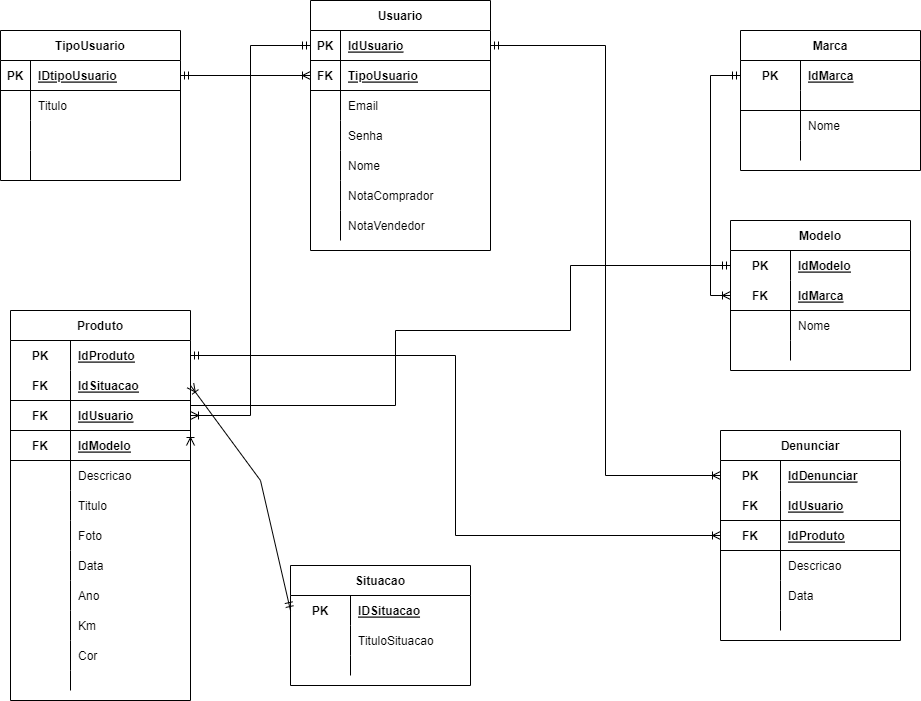 TipoUsuario
PK IDtipoUsuario
Titulo
Usuario
PK IdUsuario
FK TipoUsuario
Email
Senha
Nome
NotaComprador
NotaVendedor
Marca
PK IdMarca
Nome
Modelo
PK IdModelo
FK IdMarca
Nome
Produto
PK IdProduto
FK IdSituacao
FK IdUsuario
FK IdModelo
Descricao
Titulo
Foto
Data
Ano
Km
Cor
Situacao
PK IDSituacao
TituloSituacao
Denunciar
PK IdDenunciar
FK IdUsuario
FK IdProduto
Descricao
Data